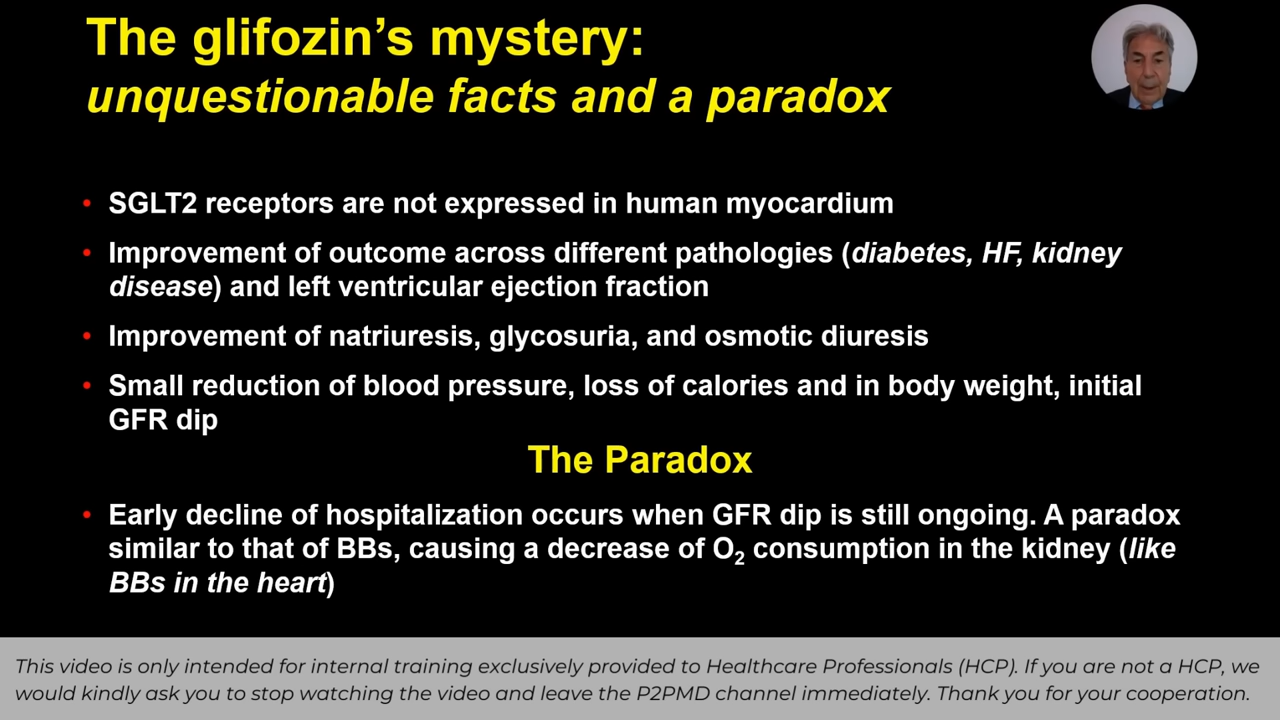 The glifozin’s mystery:
unquestionable facts and a paradox
• SGLT2 receptors are not expressed in human myocardium
• Improvement of outcome across different pathologies (diabetes, HF, kidney
disease) and left ventricular ejection fraction
• Improvement of natriuresis, glycosuria, and osmotic diuresis
• Small reduction of blood pressure, loss of calories and in body weight, initial
GFR dip
The Paradox
• Early decline of hospitalization occurs when GFR dip is still ongoing. A paradox
similar to that of BBs, causing a decrease of O₂ consumption in the kidney (like
BBs in the heart)
This video is only intended for internal training exclusively provided to Healthcare Professionals (HCP). If you are not a HCP, we
would kindly ask you to stop watching the video and leave the P2PMD channel immediately. Thank you for your cooperation.